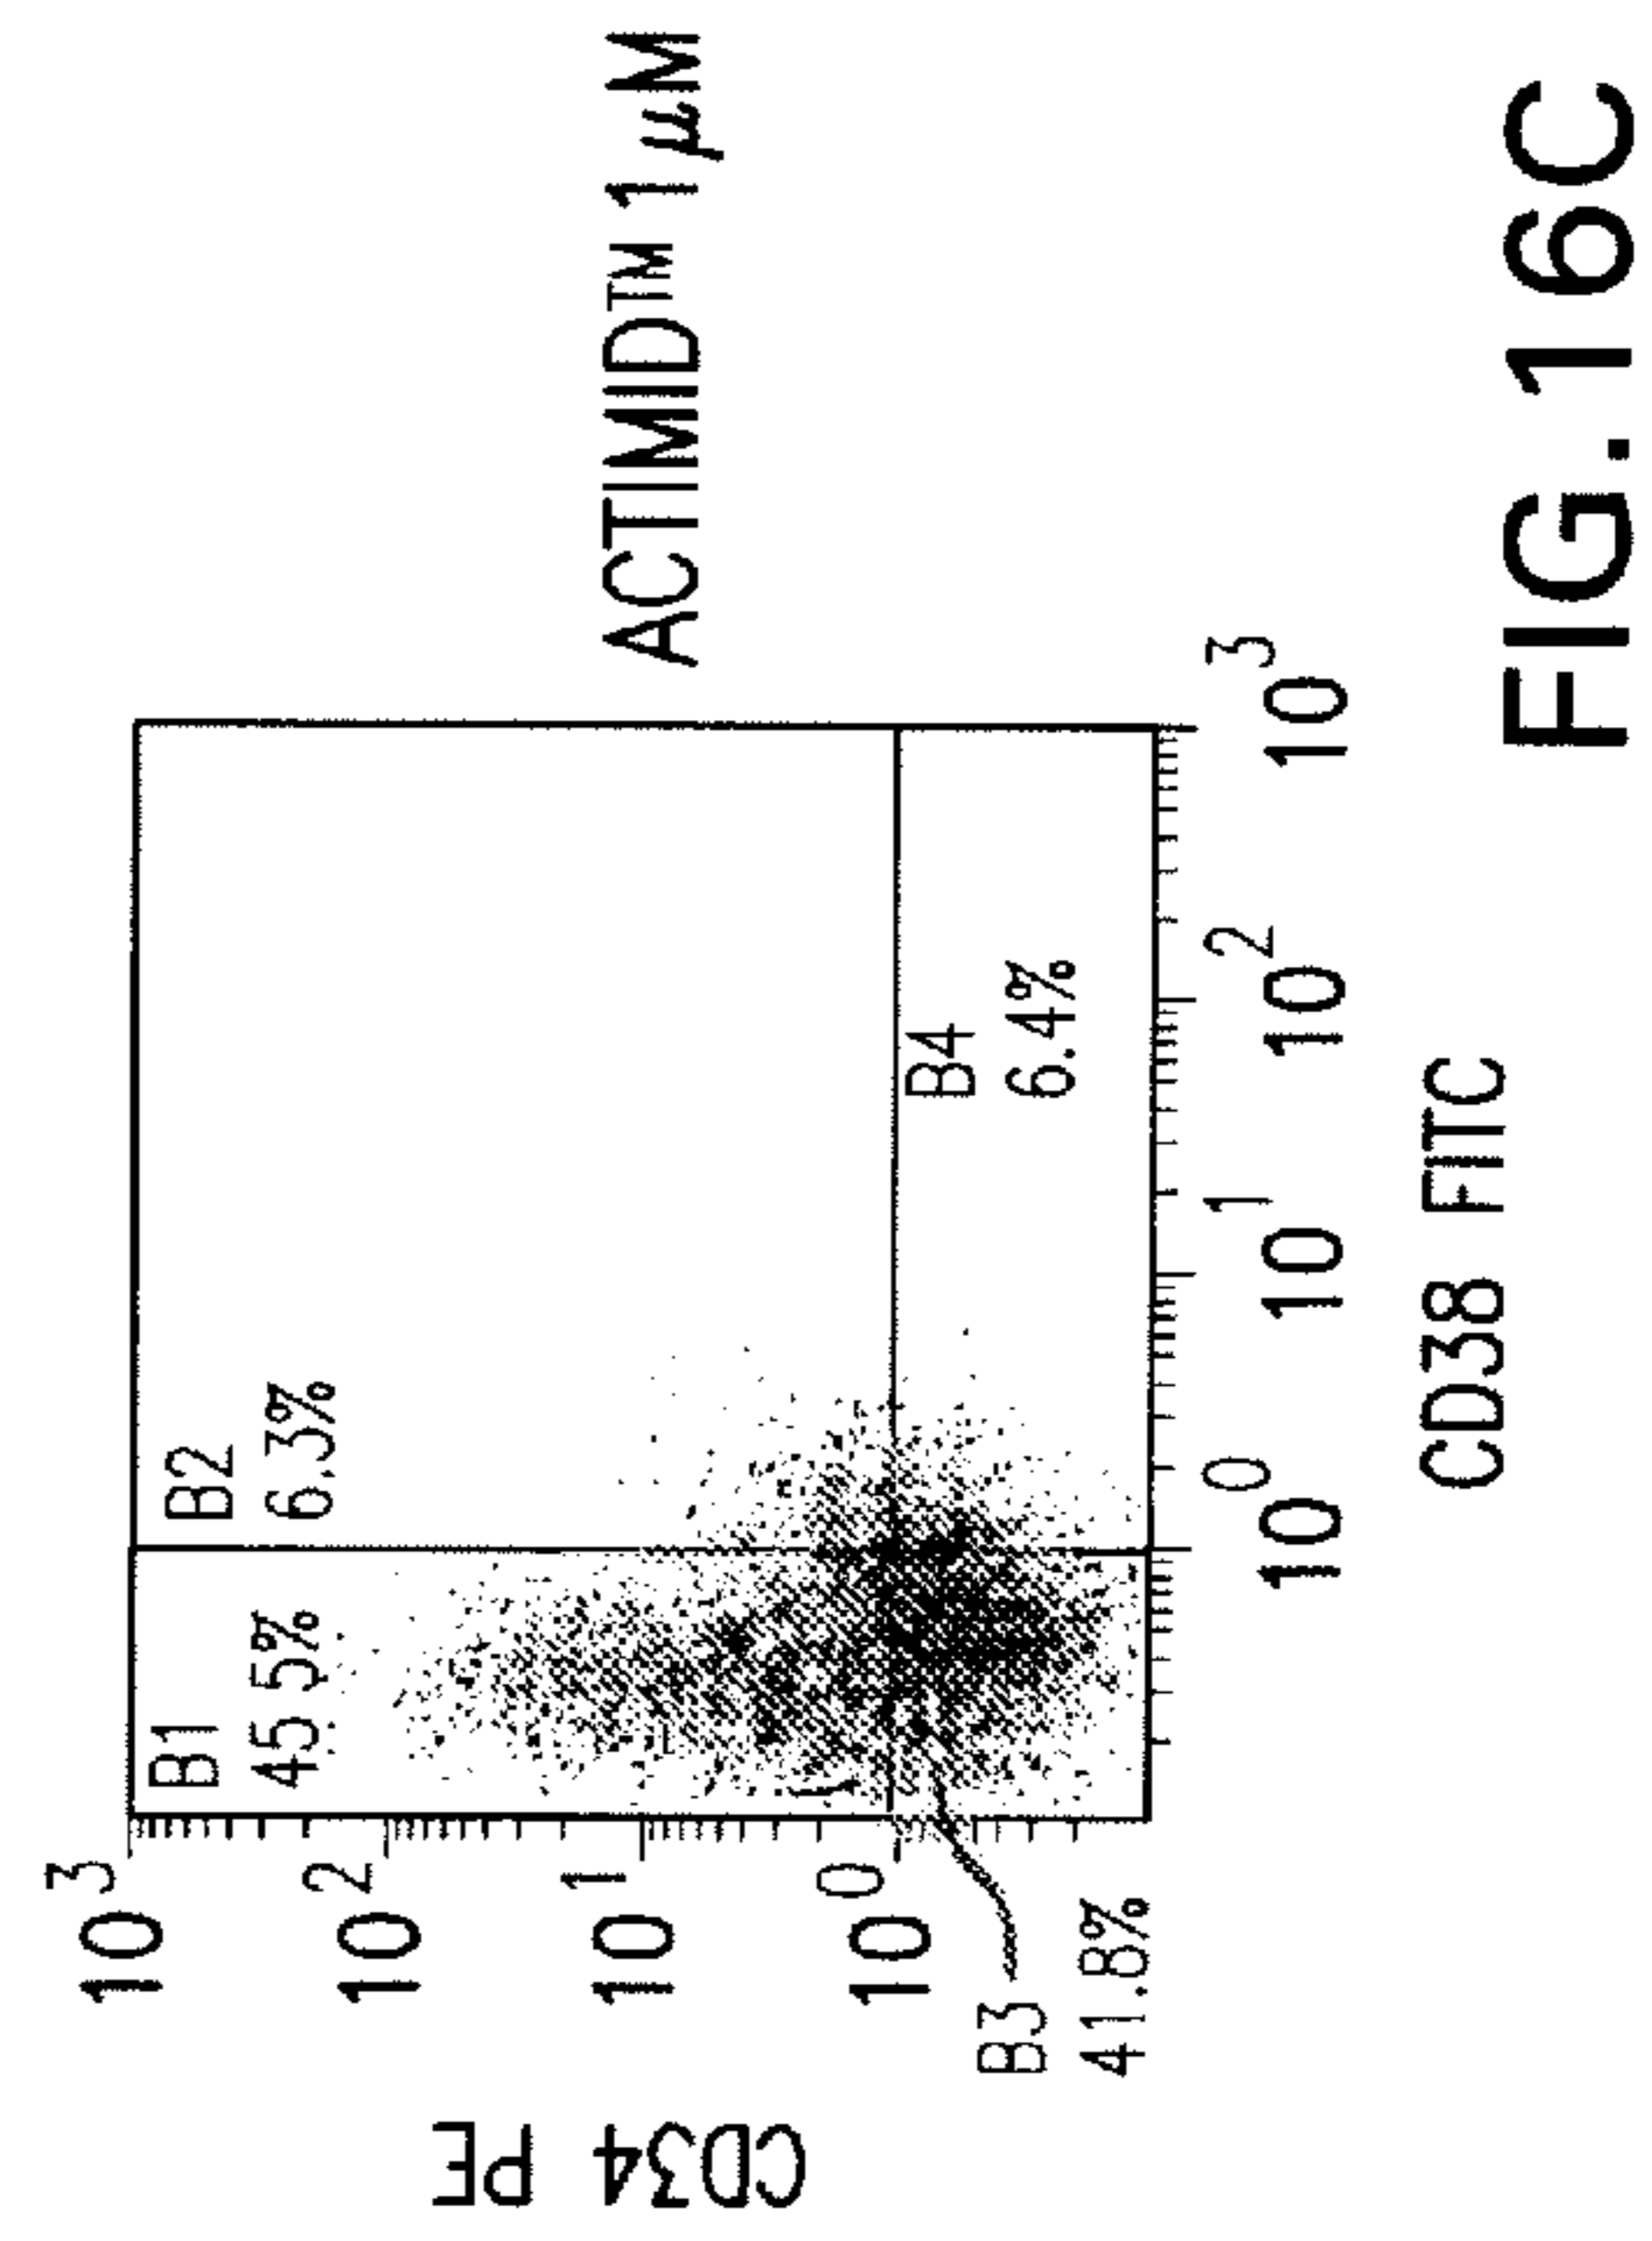 ACTIMID™ 1 μM
CD34 PE
10³
10²
10¹
10⁰
B1
45.5%
B2
6.3%
B3
41.8%
B4
6.4%
10⁰
10¹
10²
10³
CD38 FITC
FIG.16C